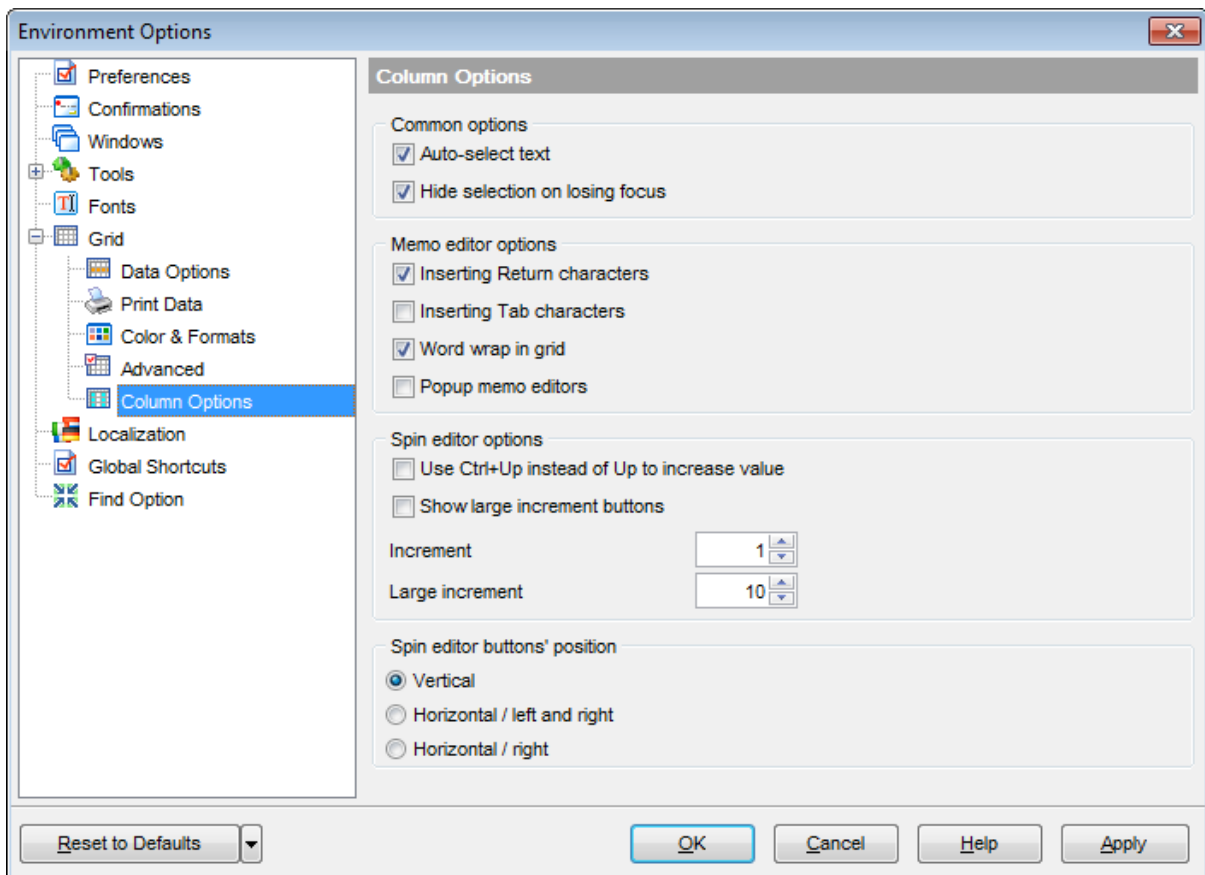 Environment Options
Preferences
Confirmations
Windows
Tools
Fonts
Grid
Data Options
Print Data
Color & Formats
Advanced
Column Options
Localization
Global Shortcuts
Find Option
Column Options
Common options
Auto-select text
Hide selection on losing focus
Memo editor options
Inserting Return characters
Inserting Tab characters
Word wrap in grid
Popup memo editors
Spin editor options
Use Ctrl+Up instead of Up to increase value
Show large increment buttons
Increment 1
Large increment 10
Spin editor buttons' position
Vertical
Horizontal / left and right
Horizontal / right
Reset to Defaults OK Cancel Help Apply